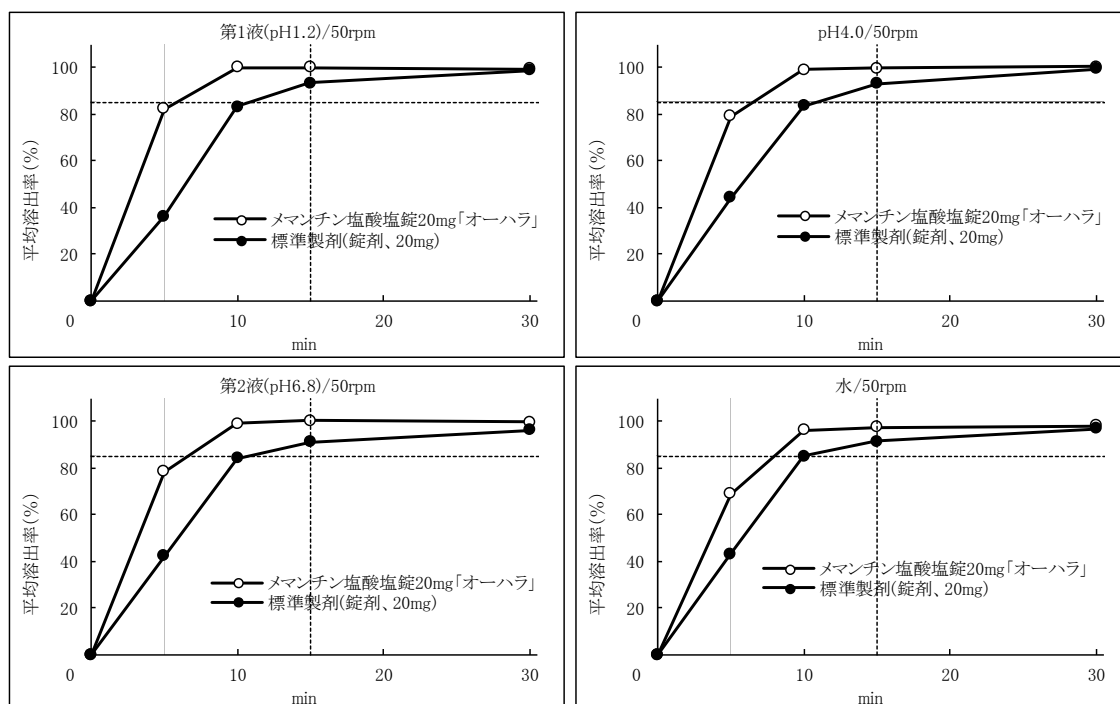 第1液(pH1.2)/50rpm
平均溶出率(%)
100
80
60
40
20
メマンチン塩酸塩錠20mg「オーハラ」
標準製剤(錠剤、20mg)
0
10
20
30
min
pH4.0/50rpm
平均溶出率(%)
100
80
60
40
20
メマンチン塩酸塩錠20mg「オーハラ」
標準製剤(錠剤、20mg)
0
10
20
30
min
第2液(pH6.8)/50rpm
平均溶出率(%)
100
80
60
40
20
メマンチン塩酸塩錠20mg「オーハラ」
標準製剤(錠剤、20mg)
0
10
20
30
min
水/50rpm
平均溶出率(%)
100
80
60
40
20
メマンチン塩酸塩錠20mg「オーハラ」
標準製剤(錠剤、20mg)
0
10
20
30
min